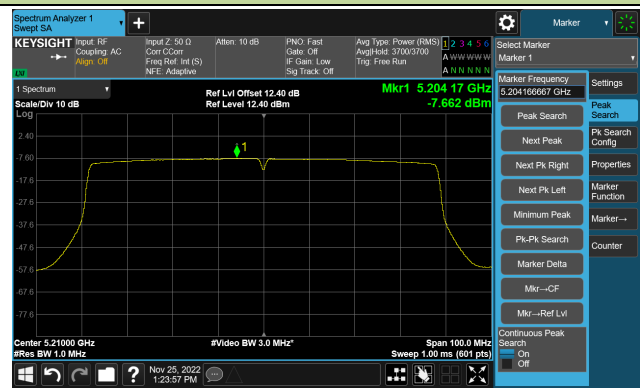 Spectrum Analyzer 1
Swept SA
+
Marker
KEYSIGHT
Input: RF
Coupling: AC
Align: Off
Input Z: 50 Ω
Corr CCorr
Freq Ref: Int (S)
NFE: Adaptive
Atten: 10 dB
PNO: Fast
Gate: Off
IF Gain: Low
Sig Track: Off
Avg Type: Power (RMS)
Avg|Hold: 3700/3700
Trig: Free Run
1 2 3 4 5 6
A W W W W W
A N N N N N
Select Marker
Marker 1
1 Spectrum
Scale/Div 10 dB
Log
Ref Lvl Offset 12.40 dB
Ref Level 12.40 dBm
Mkr1 5.204 17 GHz
-7.662 dBm
2.40
-7.60
-17.6
-27.6
-37.6
-47.6
-57.6
-67.6
-77.6
1
Center 5.21000 GHz
#Res BW 1.0 MHz
#Video BW 3.0 MHz*
Span 100.0 MHz
Sweep 1.00 ms (601 pts)
Marker Frequency
5.204166667 GHz
Peak Search
Next Peak
Next Pk Right
Next Pk Left
Minimum Peak
Pk-Pk Search
Marker Delta
Mkr→CF
Mkr→Ref Lvl
Continuous Peak
Search
On
Off
Settings
Peak
Search
Pk Search
Config
Properties
Marker
Function
Marker→
Counter
?
Nov 25, 2022
1:23:57 PM